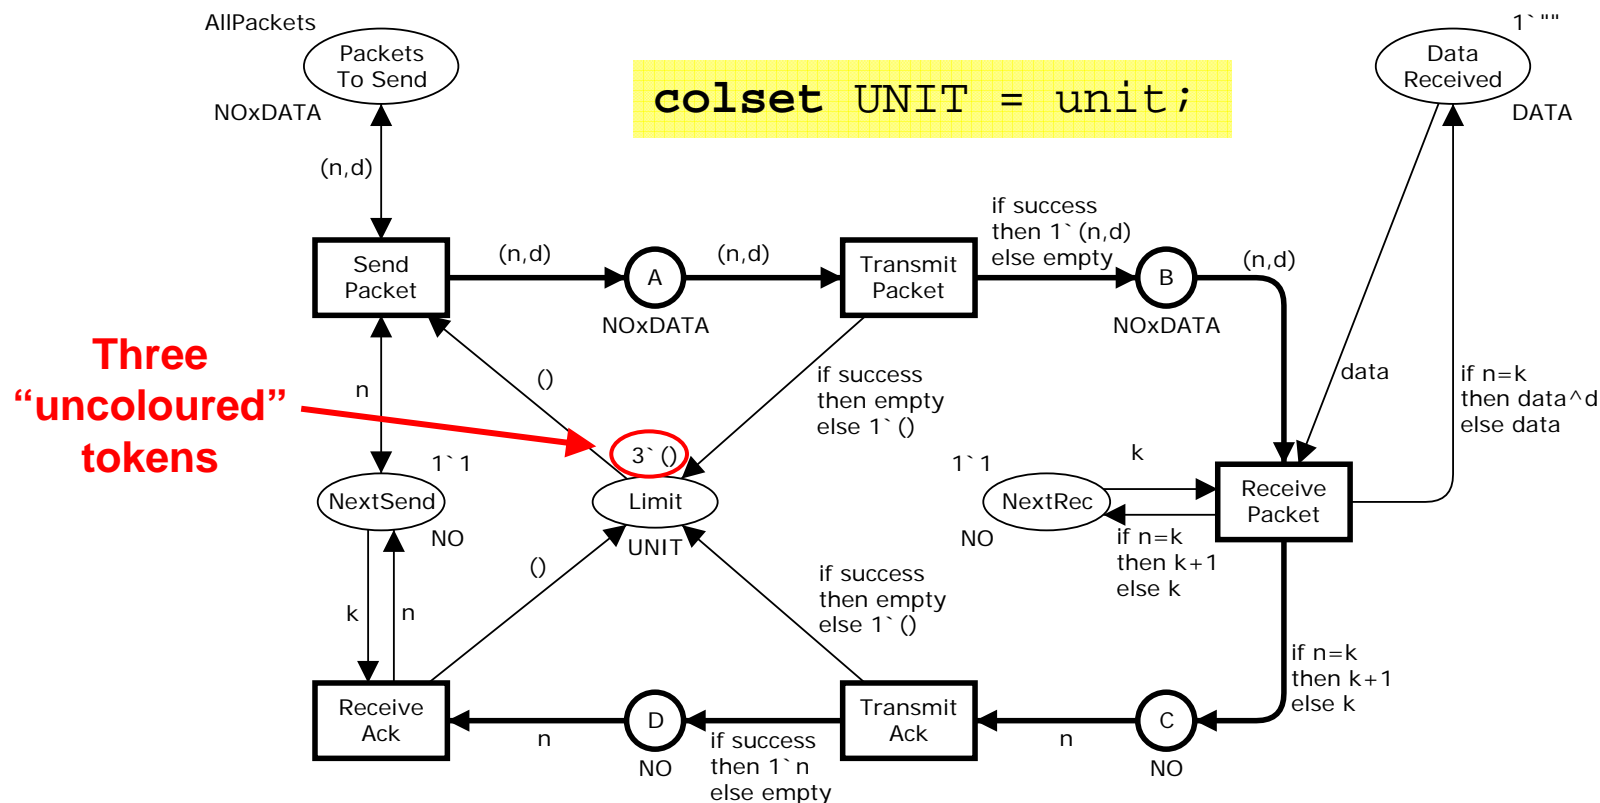 AllPackets
Packets
To Send
NOxDATA
colset UNIT = unit;
1`""
Data
Received
DATA
(n,d)
if success
then 1`(n,d)
else empty
Send
Packet
(n,d)
A
NOxDATA
(n,d)
Transmit
Packet
B
NOxDATA
(n,d)
Three
“uncoloured”
tokens
n
()
if success
then empty
else 1`()
data
if n=k
then data^d
else data
1`1
NextSend
NO
3`()
Limit
UNIT
1`1
NextRec
NO
k
if n=k
then k+1
else k
Receive
Packet
k
n
()
if success
then empty
else 1`()
if n=k
then k+1
else k
Receive
Ack
n
D
NO
if success
then 1`n
else empty
Transmit
Ack
n
C
NO